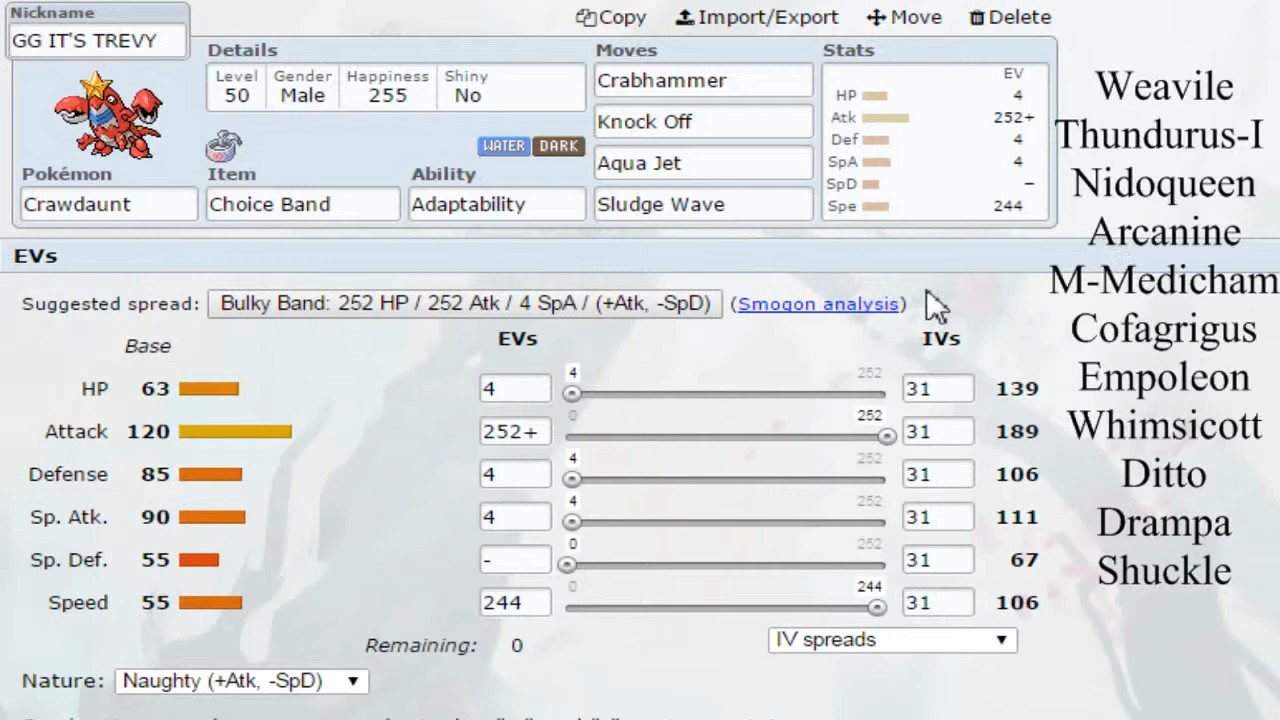 Nickname
GG IT'S TREVY
Copy Import/Export Move Delete
Details
Level Gender Happiness Shiny
50 Male 255 No
WATER DARK
Pokémon Item Ability
Crawdaunt Choice Band Adaptability
Moves
Crabhammer
Knock Off
Aqua Jet
Sludge Wave
Stats
EV
HP 4
Atk 252+
Def 4
SpA 4
SpD –
Spe 244
Weavile
Thundurus-I
Nidoqueen
Arcanine
M-Medicham
Cofagrigus
Empoleon
Whimsicott
Ditto
Drampa
Shuckle
EVs
Suggested spread: Bulky Band: 252 HP / 252 Atk / 4 SpA / (+Atk, -SpD) (Smogon analysis)
Base EVs IVs
HP 63 4 4 252 31 139
Attack 120 252+ 0 252 31 189
Defense 85 4 4 252 31 106
Sp. Atk. 90 4 4 252 31 111
Sp. Def. 55 - 0 252 31 67
Speed 55 244 0 244 31 106
Remaining: 0
IV spreads
Nature: Naughty (+Atk, -SpD)